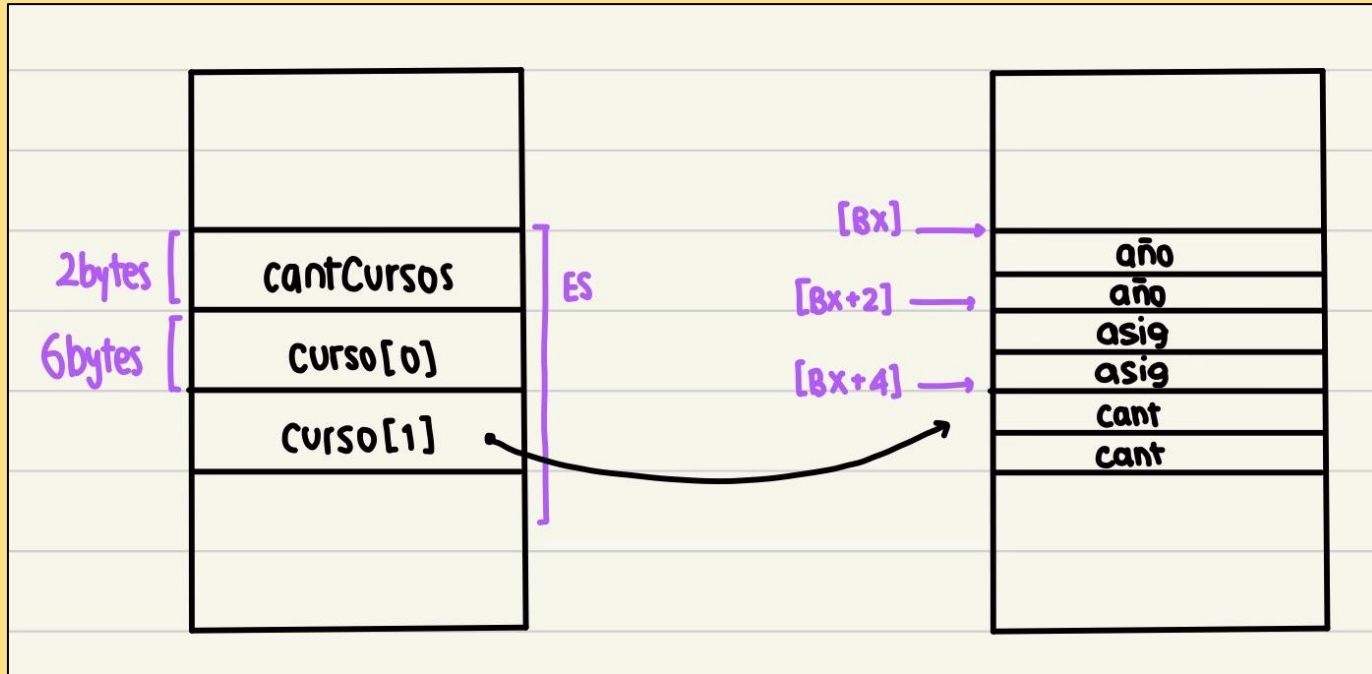 2bytes
cantCursos
6bytes
curso[0]
curso[1]
ES
[BX]
[BX+2]
[BX+4]
año
año
asig
asig
cant
cant